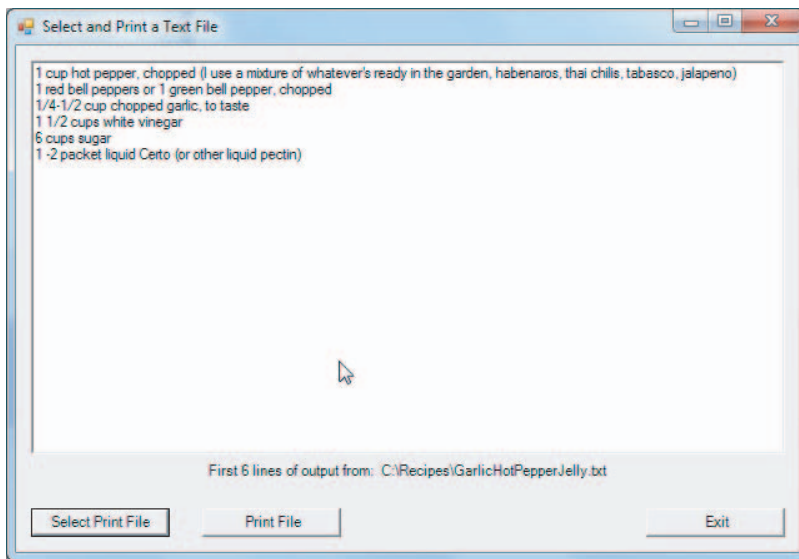 Select and Print a Text File
1 cup hot pepper, chopped (I use a mixture of whatever's ready in the garden, habenaros, thai chilis, tabasco, jalapeno)
1 red bell peppers or 1 green bell pepper, chopped
1/4-1/2 cup chopped garlic, to taste
1 1/2 cups white vinegar
6 cups sugar
1 -2 packet liquid Certo (or other liquid pectin)
First 6 lines of output from: C:\Recipes\GarlicHotPepperJelly.txt
Select Print File
Print File
Exit